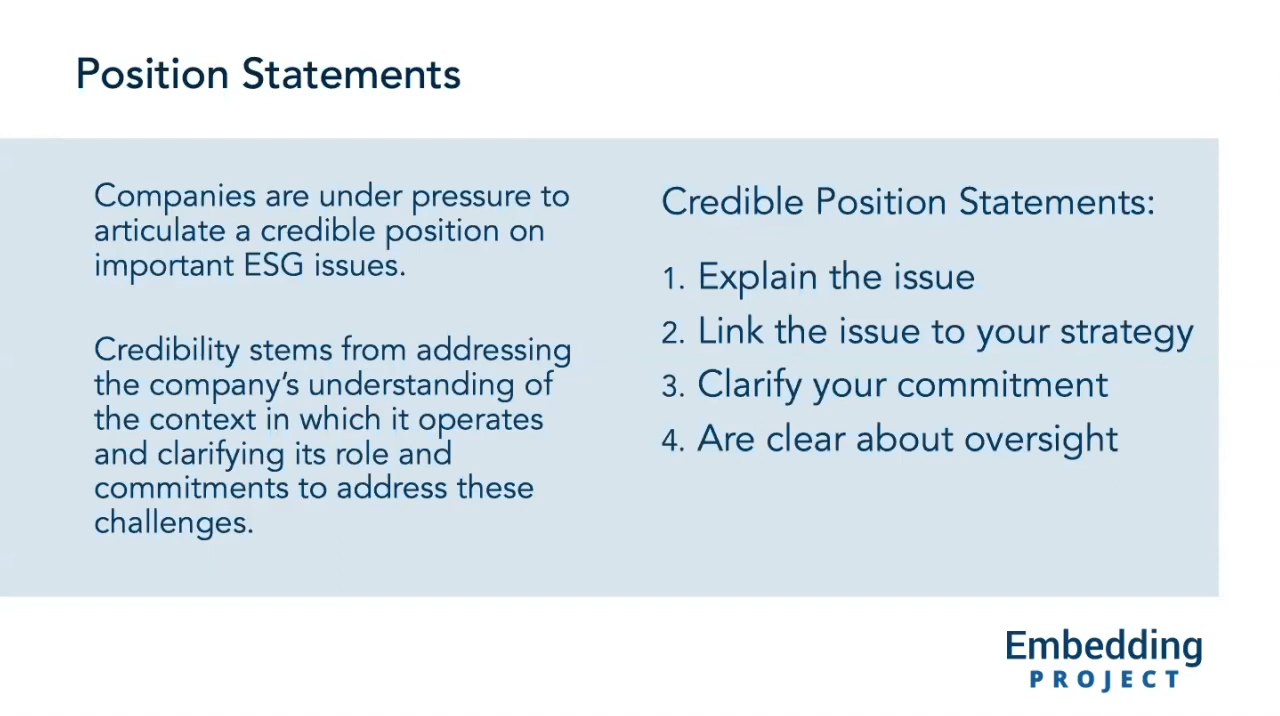 Position Statements
Companies are under pressure to
articulate a credible position on
important ESG issues.
Credibility stems from addressing
the company's understanding of
the context in which it operates
and clarifying its role and
commitments to address these
challenges.
Credible Position Statements:
1. Explain the issue
2. Link the issue to your strategy
3. Clarify your commitment
4. Are clear about oversight
Embedding
PROJECT